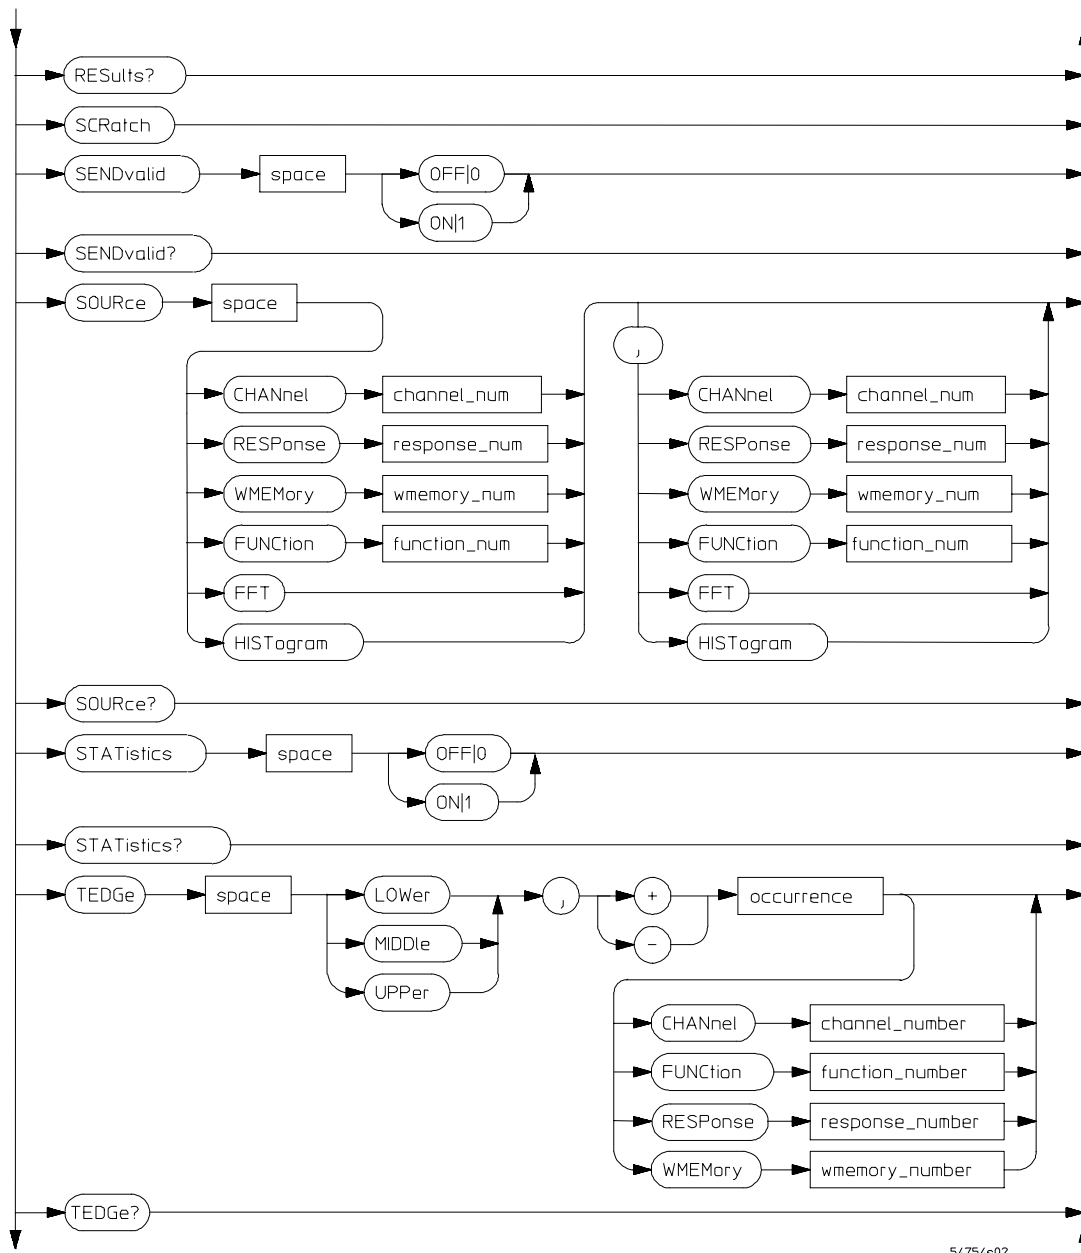 RESults?
SCRatch
SENDvalid space OFF|0
ON|1
SENDvalid?
SOURce space
,
CHANnel channel_num CHANnel channel_num
RESPonse response_num RESPonse response_num
WMEMory wmemory_num WMEMory wmemory_num
FUNCtion function_num FUNCtion function_num
FFT FFT
HISTogram HISTogram
SOURce?
STATistics space OFF|0
ON|1
STATistics?
TEDGe space LOWer , + occurrence
MIDDle -
UPPer
CHANnel channel_number
FUNCtion function_number
RESPonse response_number
WMEMory wmemory_number
TEDGe?